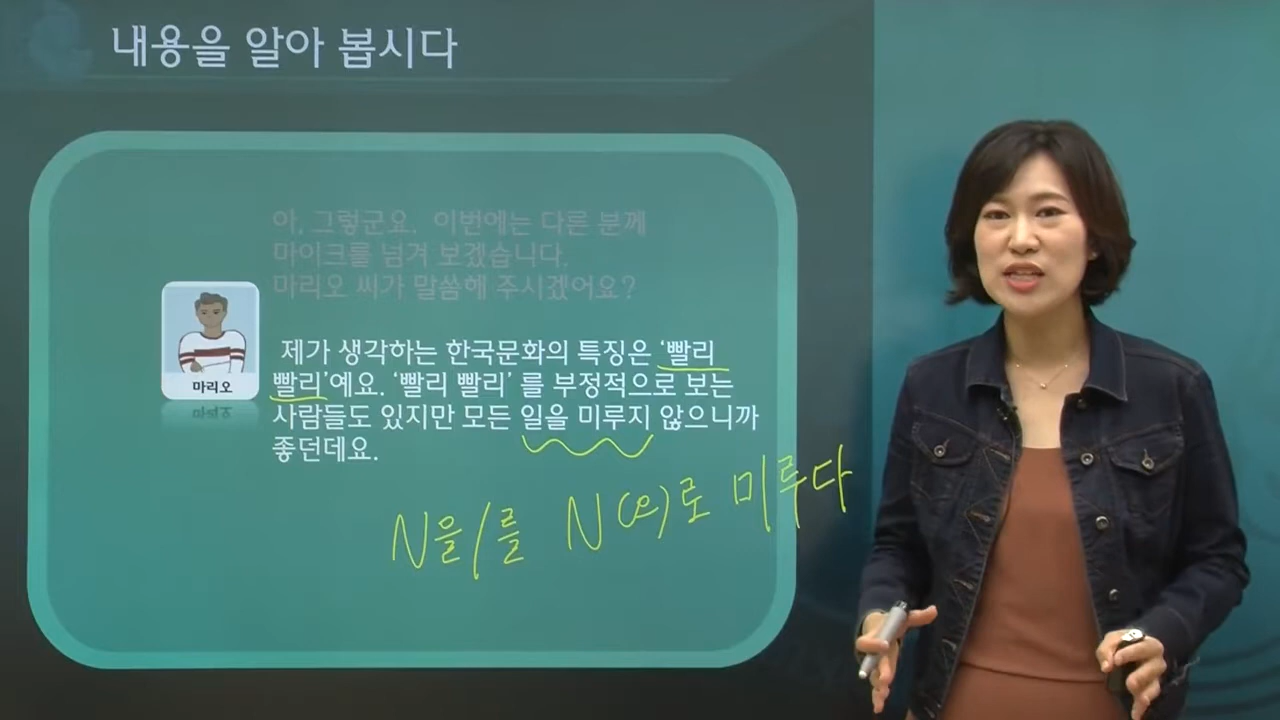 내용을 알아 봅시다
아, 그렇군요. 이번에는 다른 분께
마이크를 넘겨 보겠습니다.
마리오 씨가 말씀해 주시겠어요?
제가 생각하는 한국문화의 특징은 ‘빨리
빨리’예요. ‘빨리 빨리’ 를 부정적으로 보는
사람들도 있지만 모든 일을 미루지 않으니까
좋던데요.
마리오
N을/를 N(으)로 미루다